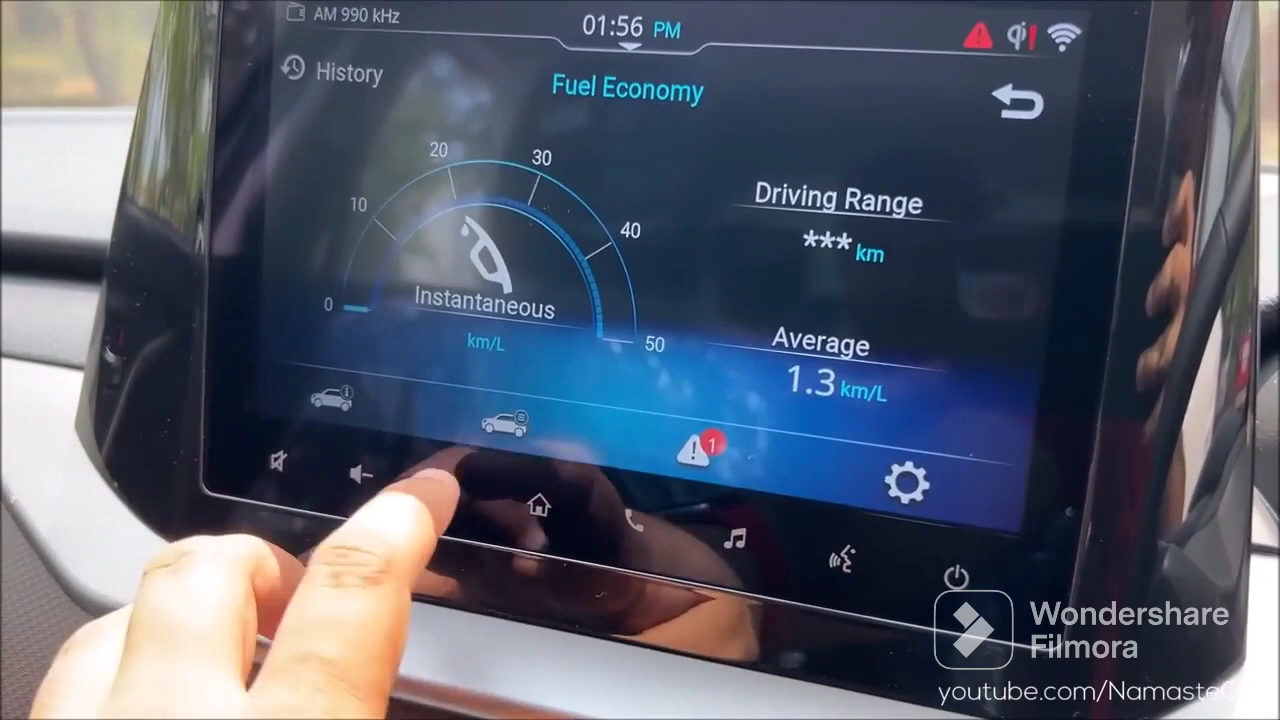 AM 990 kHz
01:56 PM
History
Fuel Economy
0
10
20
30
40
50
Instantaneous
km/L
Driving Range
*** km
Average
1.3 km/L
1
Wondershare
Filmora
youtube.com/Namaste